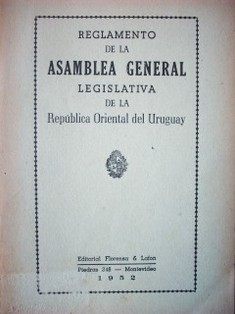 REGLAMENTO
DE LA
ASAMBLEA GENERAL
LEGISLATIVA
DE LA
República Oriental del Uruguay
Editorial Florensa & Lafon
Piedras 346 — Montevideo
1952